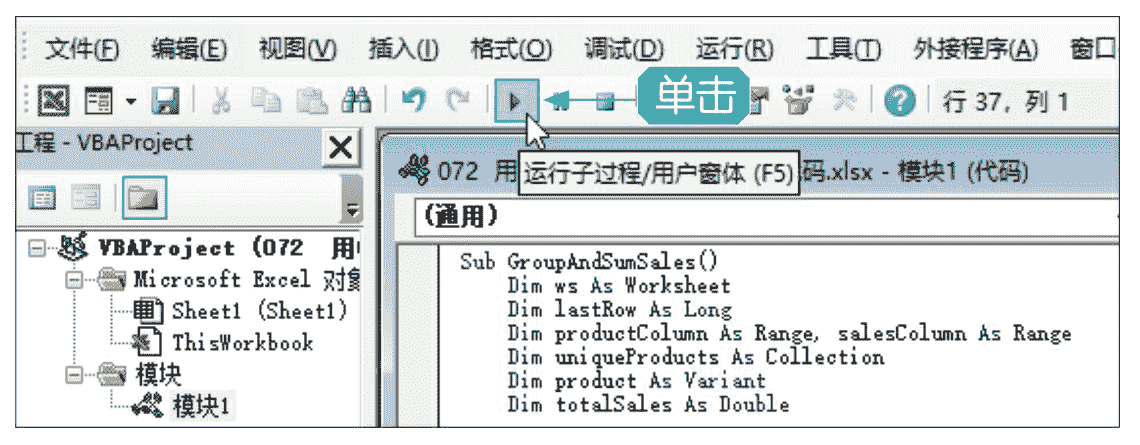 文件(F) 编辑(E) 视图(V) 插入(I) 格式(O) 调试(D) 运行(R) 工具(T) 外接程序(A) 窗口
单击
行 37, 列 1
工程 - VBAProject
072 用
运行子过程/用户窗体 (F5)
码.xlsx - 模块1 (代码)
(通用)
VBAProject (072 用
Microsoft Excel 对象
Sheet1 (Sheet1)
ThisWorkbook
模块
模块1
Sub GroupAndSumSales()
Dim ws As Worksheet
Dim lastRow As Long
Dim productColumn As Range, salesColumn As Range
Dim uniqueProducts As Collection
Dim product As Variant
Dim totalSales As Double